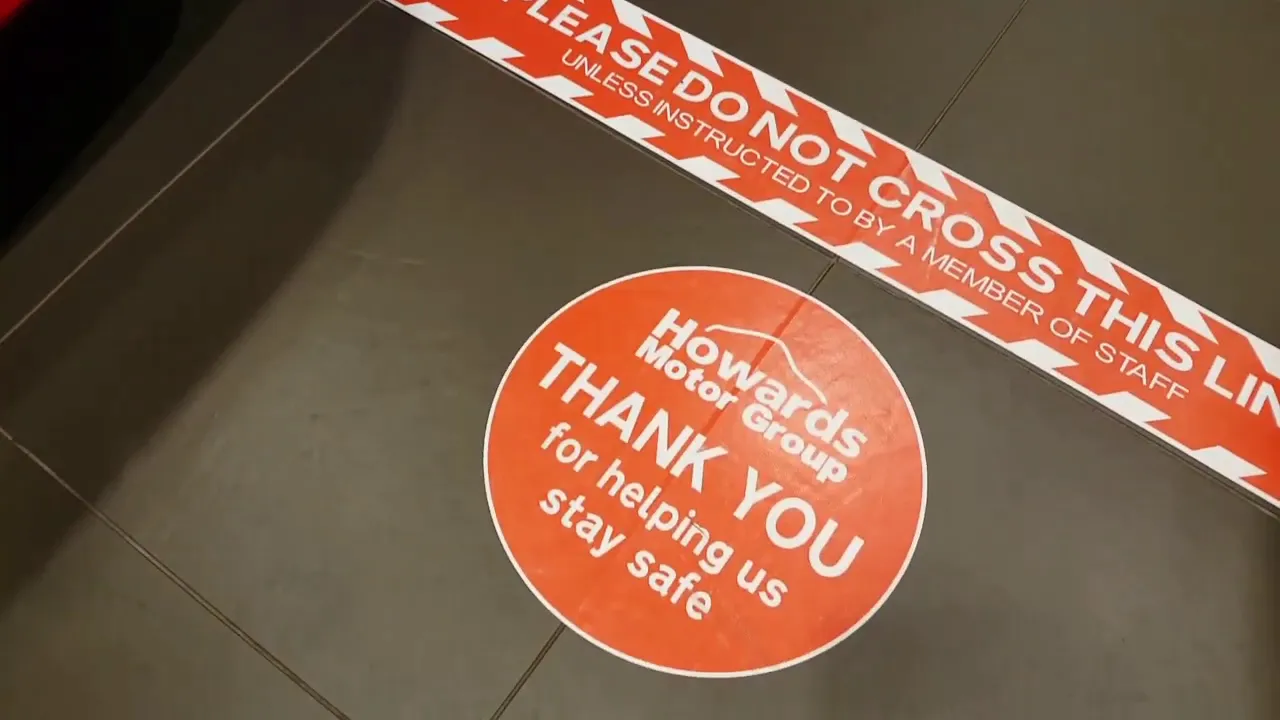 PLEASE DO NOT CROSS THIS LIN
UNLESS INSTRUCTED TO BY A MEMBER OF STAFF
Howards
Motor Group
THANK YOU
for helping us
stay safe